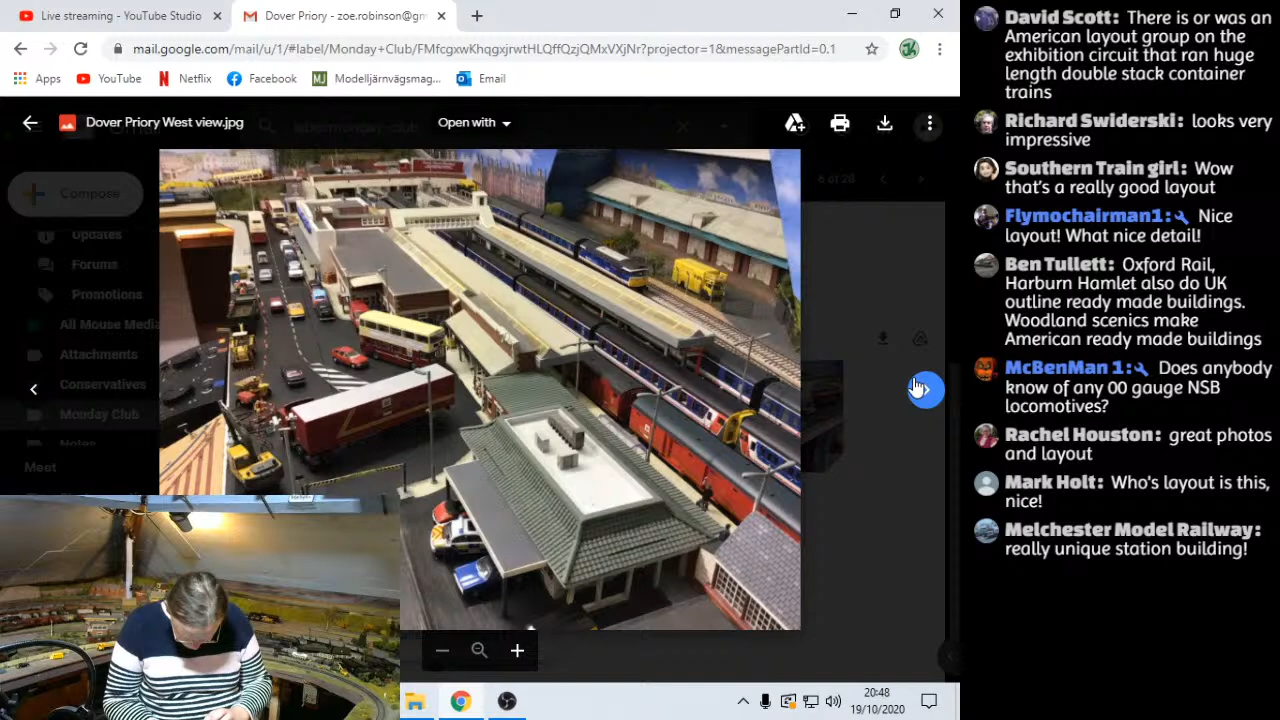 Live streaming - YouTube Studio
Dover Priory - zoe.robinson@gm
mail.google.com/mail/u/1/#label/Monday+Club/FMfcgxwKhqgxjrwtHLQffQzjQMxVXjNr?projector=1&messagePartId=0.1
Apps YouTube Netflix Facebook Modelljärnvägsmag... Email
Dover Priory West view.jpg
Open with
Compose
6 of 28
Updates
Forums
Promotions
All Mouse Media
Attachments
Conservatives
Monday Club
Notes
Meet
20:48
19/10/2020
David Scott: There is or was an
American layout group on the
exhibition circuit that ran huge
length double stack container
trains
Richard Swiderski: looks very
impressive
Southern Train girl: Wow
that's a really good layout
Flymochairman1: Nice
layout! What nice detail!
Ben Tullett: Oxford Rail,
Harburn Hamlet also do UK
outline ready made buildings.
Woodland scenics make
American ready made buildings
McBenMan 1: Does anybody
know of any 00 gauge NSB
locomotives?
Rachel Houston: great photos
and layout
Mark Holt: Who's layout is this,
nice!
Melchester Model Railway:
really unique station building!